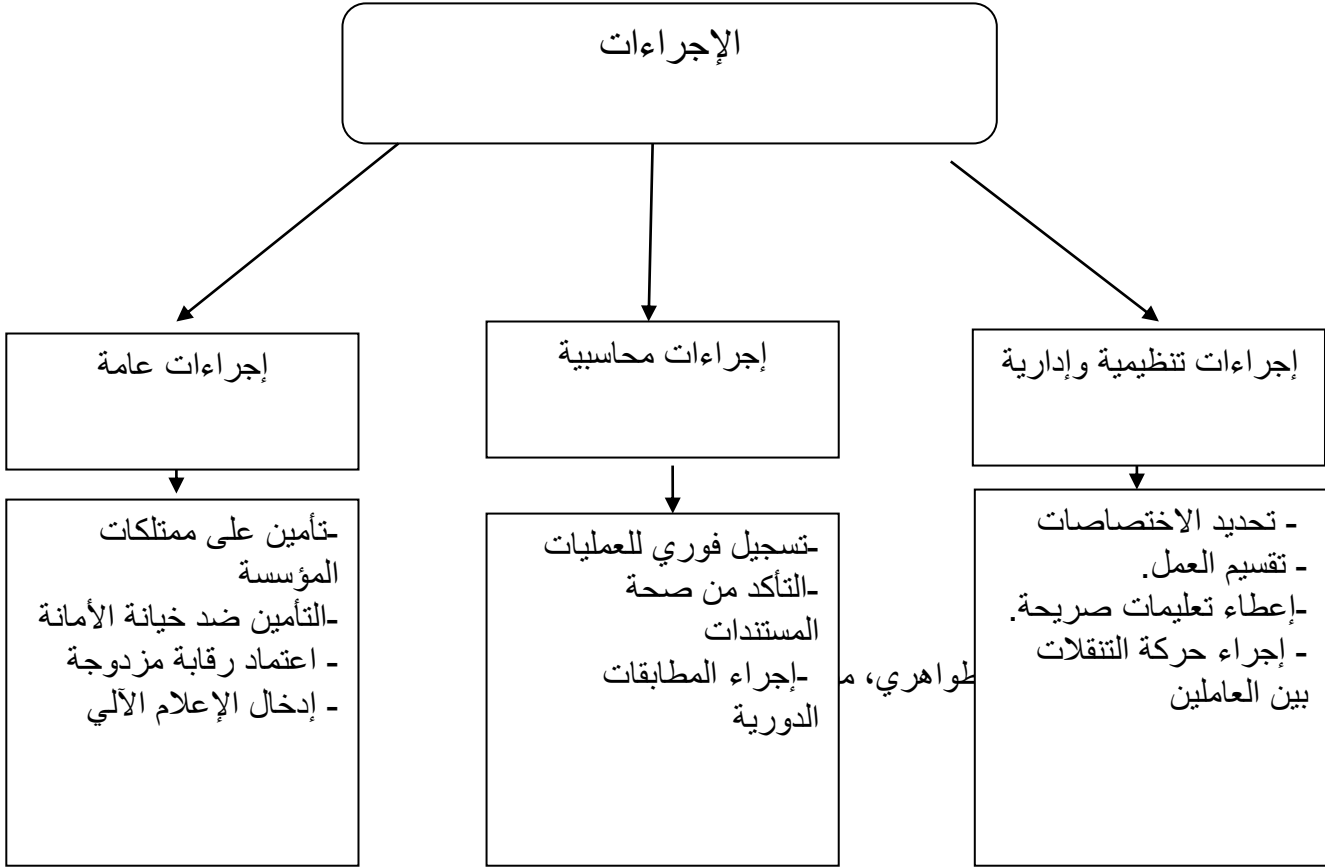 الإجراءات
إجراءات تنظيمية وإدارية
إجراءات محاسبية
إجراءات عامة
- تحديد الاختصاصات
- تقسيم العمل.
-إعطاء تعليمات صريحة.
- إجراء حركة التنقلات
بين العاملين
-تسجيل فوري للعمليات
-التأكد من صحة
المستندات
-إجراء المطابقات
الدورية
-تأمين على ممتلكات
المؤسسة
-التأمين ضد خيانة الأمانة
- اعتماد رقابة مزدوجة
- إدخال الإعلام الآلي